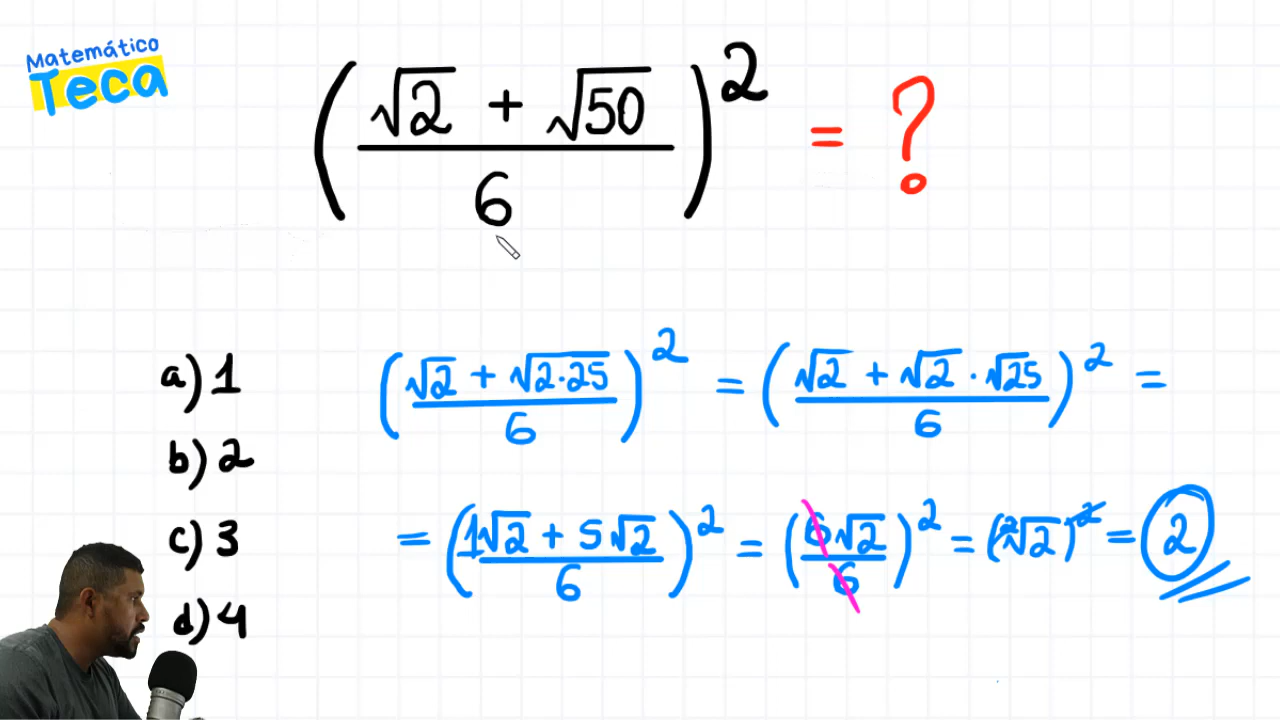 Matemático
Teca
(√2 + √50 / 6)² = ?
a) 1
b) 2
c) 3
d) 4
(√2 + √2·25 / 6)² = (√2 + √2 · √25 / 6)² =
= (1√2 + 5√2 / 6)² = (6√2 / 6)² = (²√2)² = 2